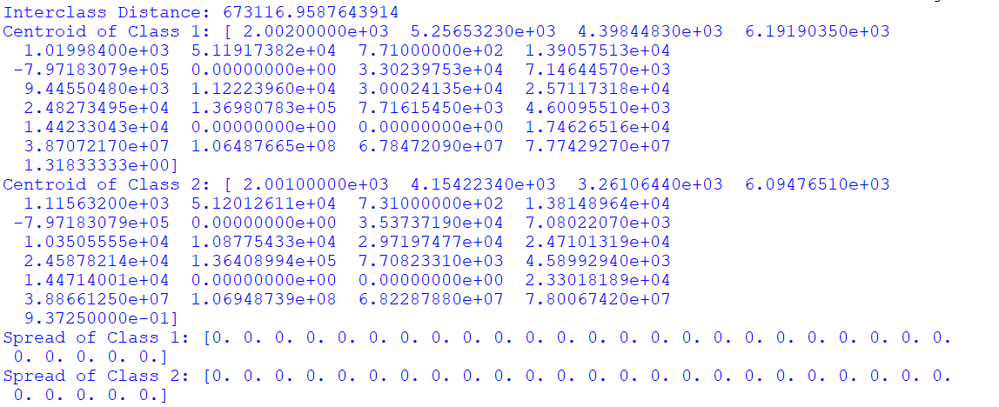 Interclass Distance: 673116.9587643914
Centroid of Class 1: [ 2.00200000e+03  5.25653230e+03  4.39844830e+03  6.19190350e+03
  1.01998400e+03  5.11917382e+04  7.71000000e+02  1.39057513e+04
 -7.97183079e+05  0.00000000e+00  3.30239753e+04  7.14644570e+03
  9.44550480e+03  1.12223960e+04  3.00024135e+04  2.57117318e+04
  2.48273495e+04  1.36980783e+05  7.71615450e+03  4.60095510e+03
  1.44233043e+04  0.00000000e+00  0.00000000e+00  1.74626516e+04
  3.87072170e+07  1.06487665e+08  6.78472090e+07  7.77429270e+07
  1.31833333e+00]
Centroid of Class 2: [ 2.00100000e+03  4.15422340e+03  3.26106440e+03  6.09476510e+03
  1.11563200e+03  5.12012611e+04  7.31000000e+02  1.38148964e+04
 -7.97183079e+05  0.00000000e+00  3.53737190e+04  7.08022070e+03
  1.03505555e+04  1.08775433e+04  2.97197477e+04  2.47101319e+04
  2.45878214e+04  1.36408994e+05  7.70823310e+03  4.58992940e+03
  1.44714001e+04  0.00000000e+00  0.00000000e+00  2.33018189e+04
  3.88661250e+07  1.06948739e+08  6.82287880e+07  7.80067420e+07
  9.37250000e-01]
Spread of Class 1: [0. 0. 0. 0. 0. 0. 0. 0. 0. 0. 0. 0. 0. 0. 0. 0. 0. 0. 0. 0. 0. 0. 0. 0.
 0. 0. 0. 0. 0.]
Spread of Class 2: [0. 0. 0. 0. 0. 0. 0. 0. 0. 0. 0. 0. 0. 0. 0. 0. 0. 0. 0. 0. 0. 0. 0. 0.
 0. 0. 0. 0. 0.]